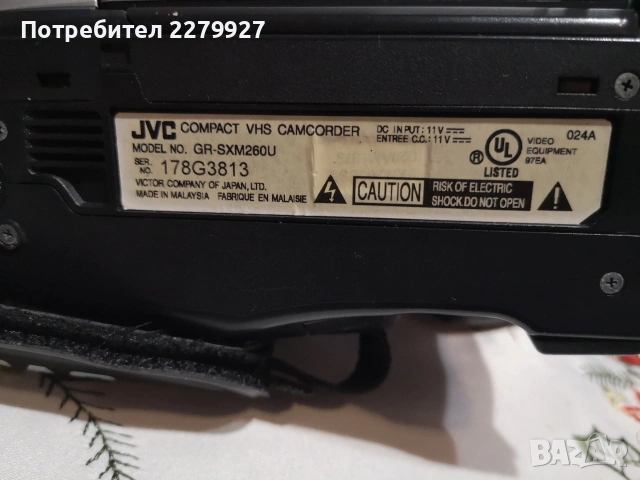 Потребител 2279927
JVC COMPACT VHS CAMCORDER
MODEL NO. GR-SXM260U
SER. NO. 178G3813
VICTOR COMPANY OF JAPAN, LTD.
MADE IN MALAYSIA FABRIQUE EN MALAISIE
DC INPUT: 11V
ENTREE C.C.: 11V
CAUTION
RISK OF ELECTRIC
SHOCK.DO NOT OPEN
UL
®
LISTED
VIDEO
EQUIPMENT
97EA
024A
bazar